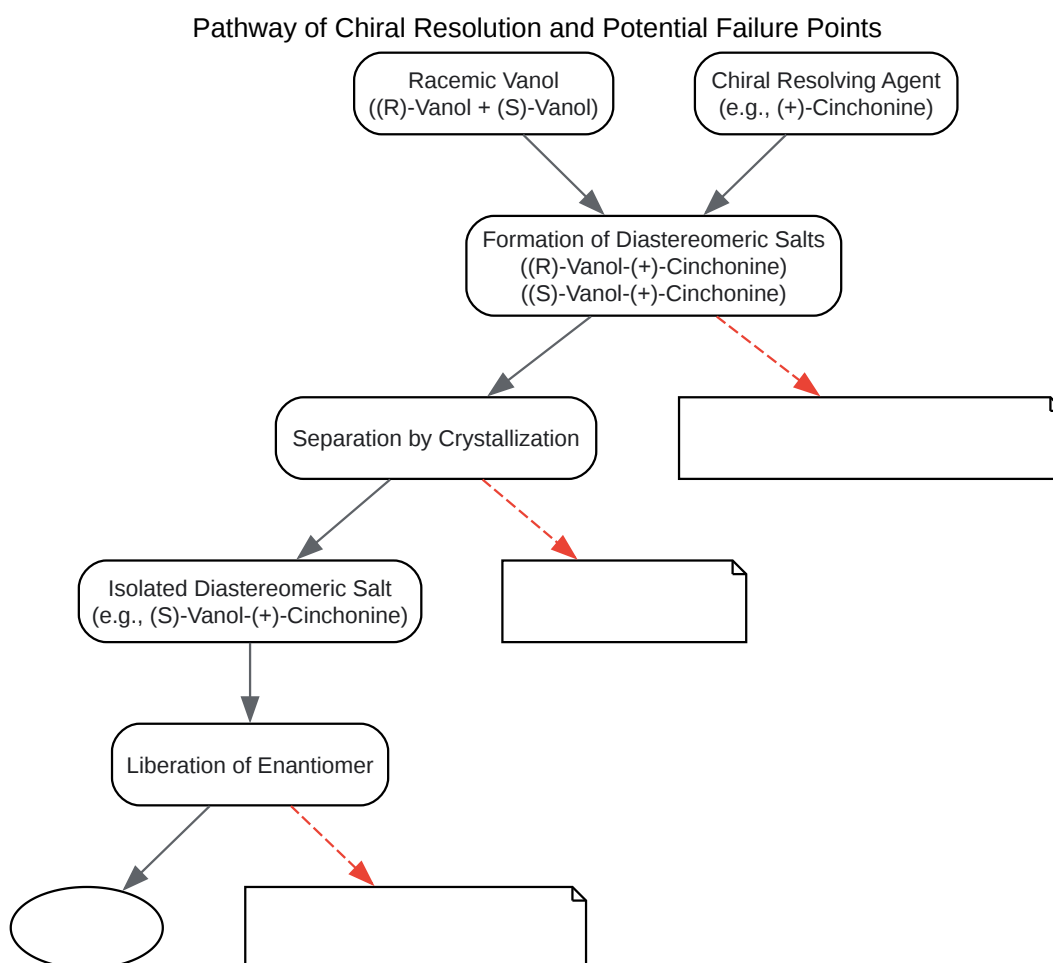 Pathway of Chiral Resolution and Potential Failure Points
Racemic Vanol
((R)-Vanol + (S)-Vanol)
Chiral Resolving Agent
(e.g., (+)-Cinchonine)
Formation of Diastereomeric Salts
((R)-Vanol-(+)-Cinchonine)
((S)-Vanol-(+)-Cinchonine)
Separation by Crystallization
Isolated Diastereomeric Salt
(e.g., (S)-Vanol-(+)-Cinchonine)
Liberation of Enantiomer